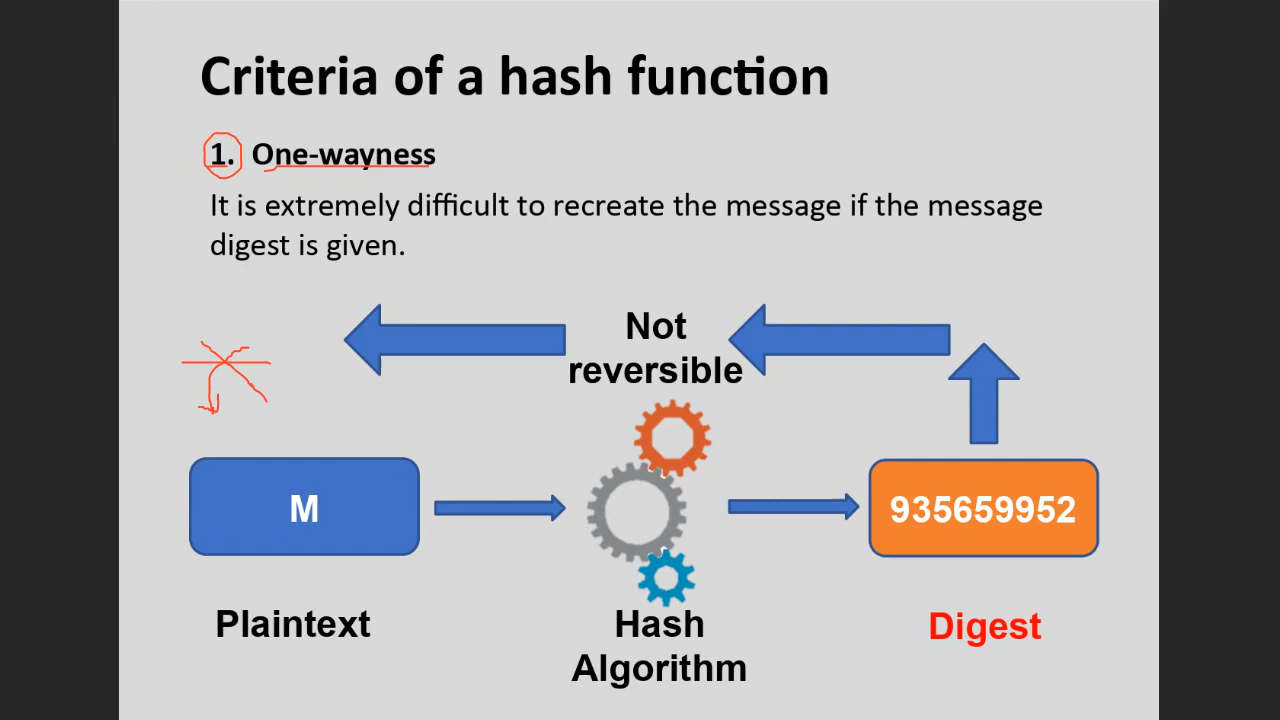 Criteria of a hash function
1. One-wayness
It is extremely difficult to recreate the message if the message
digest is given.
Not
reversible
M
935659952
Plaintext
Hash
Algorithm
Digest